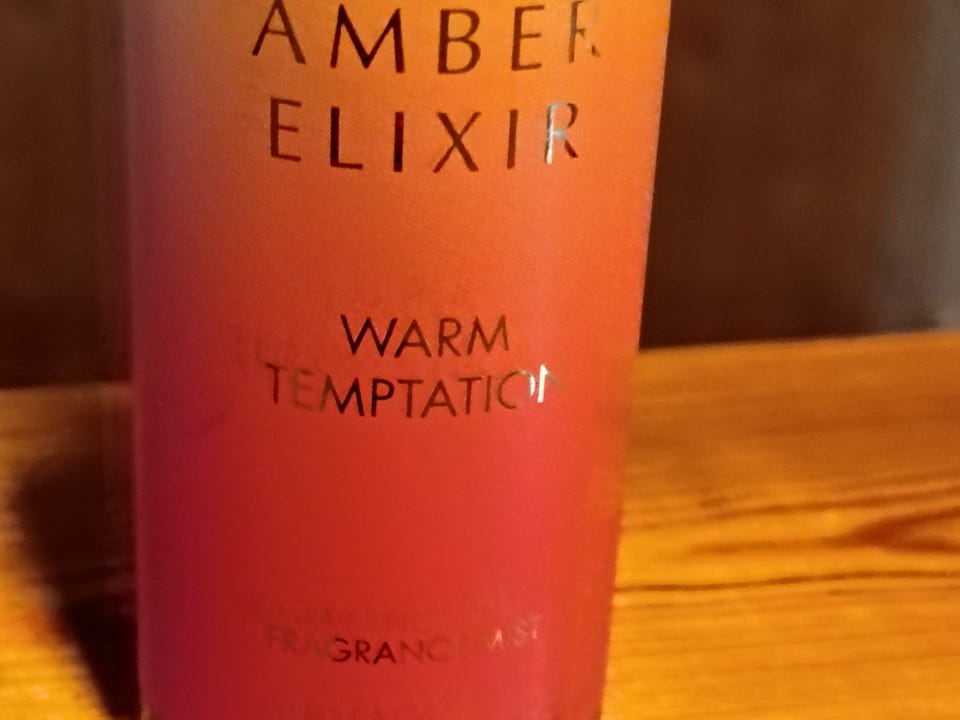 AMBER
ELIXIR
WARM
TEMPTATION
FRAGRANCE MIST